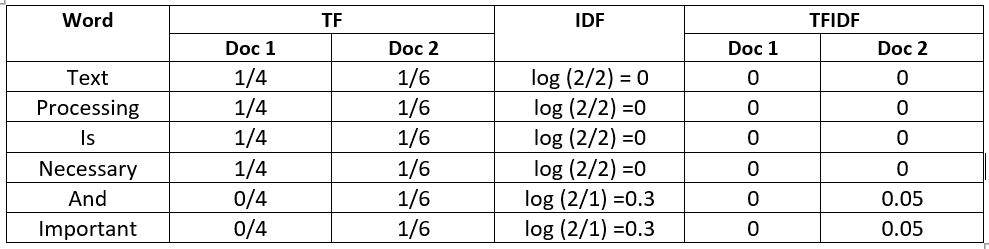 Word TF IDF TFIDF
Doc 1 Doc 2 Doc 1 Doc 2
Text 1/4 1/6 log (2/2) = 0 0 0
Processing 1/4 1/6 log (2/2) =0 0 0
Is 1/4 1/6 log (2/2) =0 0 0
Necessary 1/4 1/6 log (2/2) =0 0 0
And 0/4 1/6 log (2/1) =0.3 0 0.05
Important 0/4 1/6 log (2/1) =0.3 0 0.05